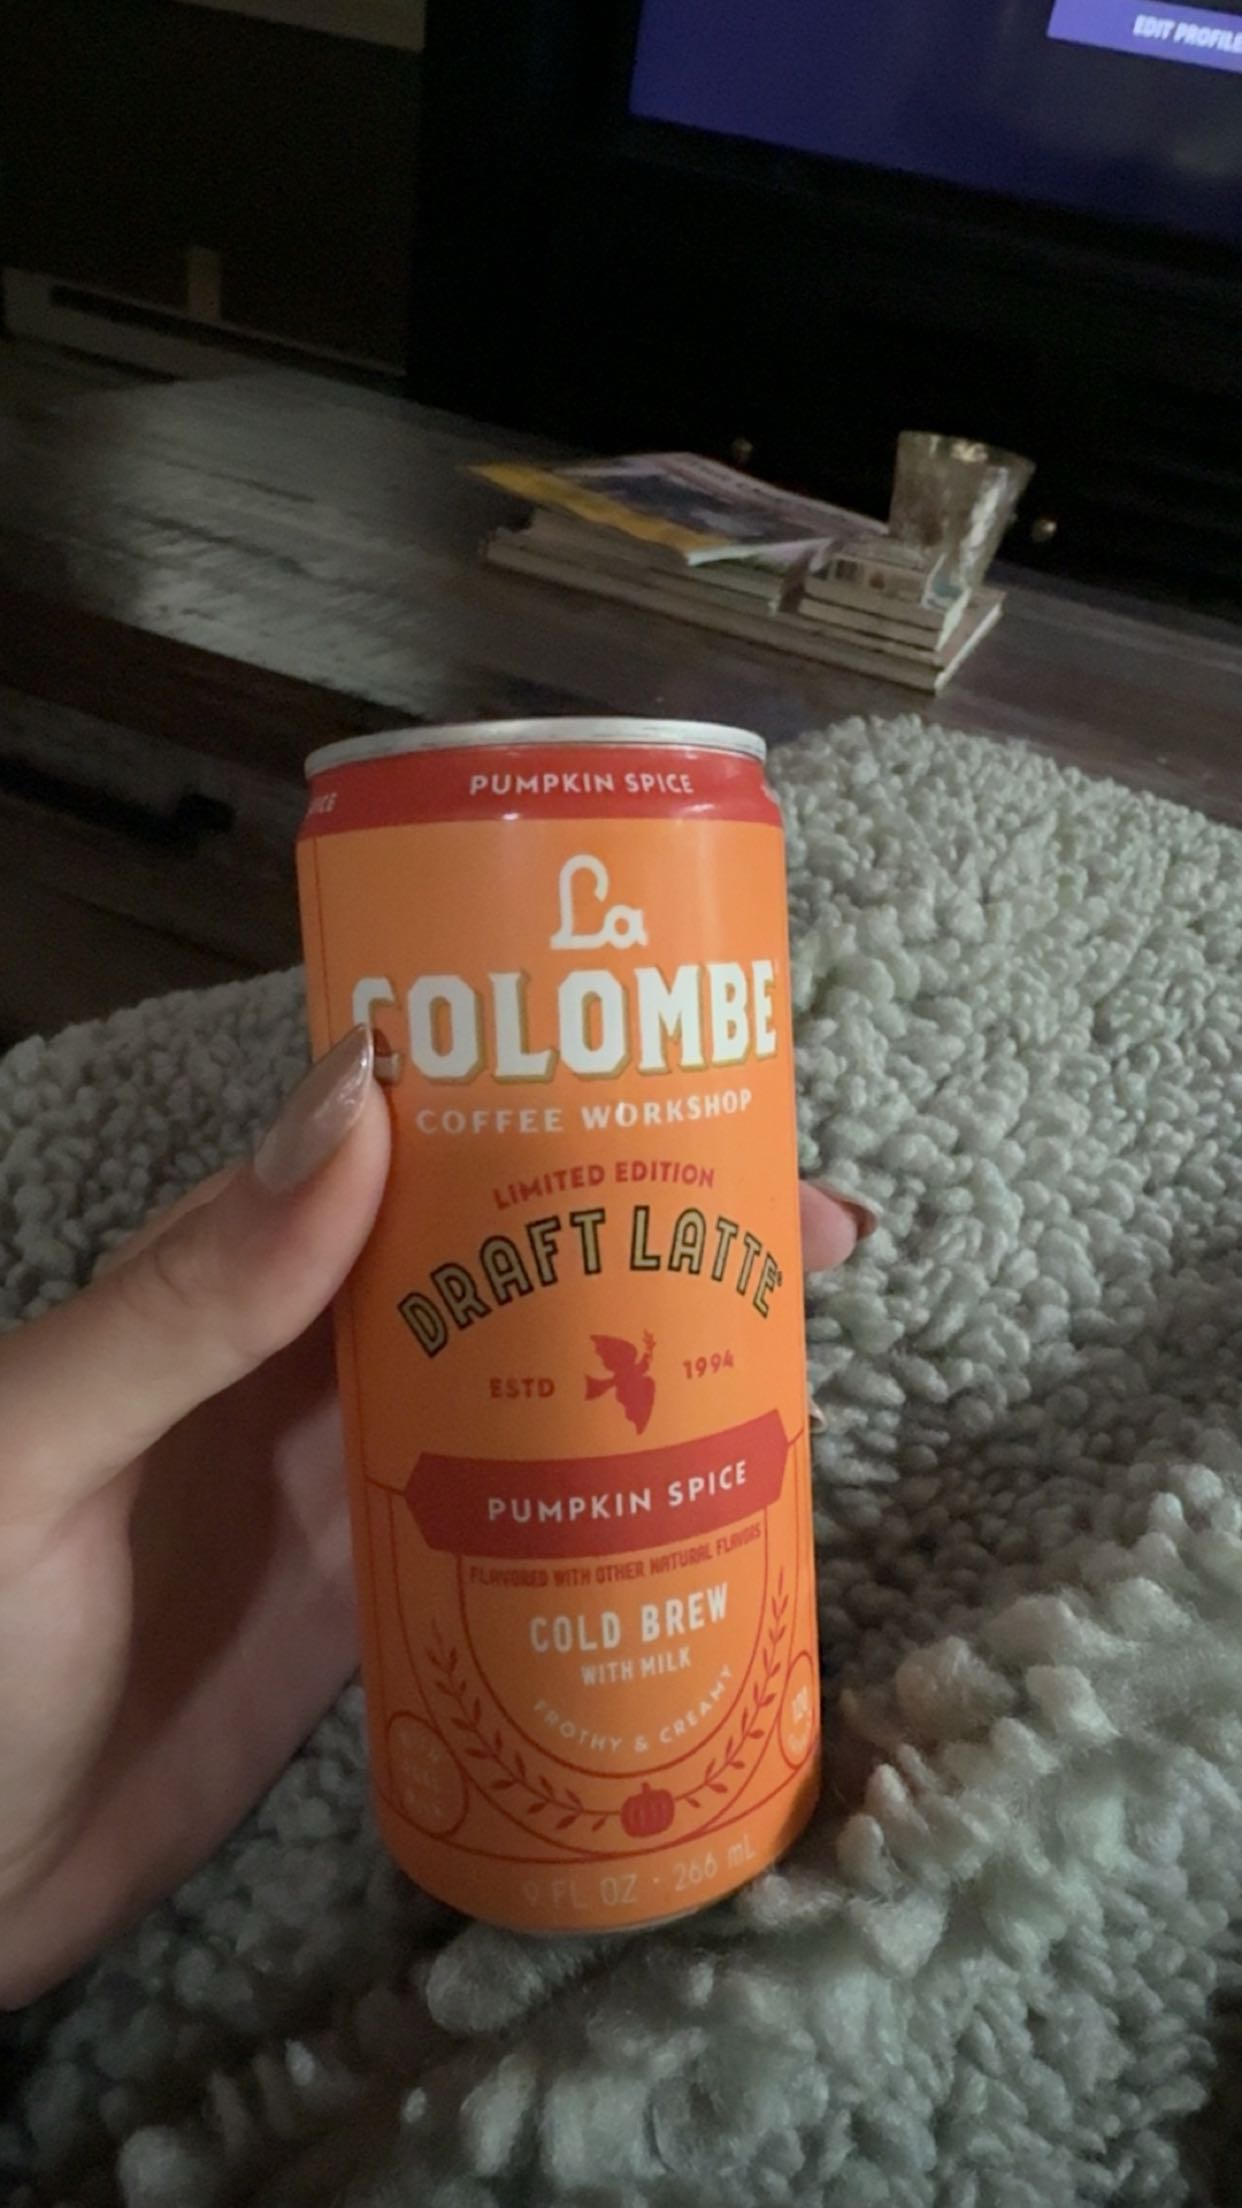 EDIT PROFILE
PUMPKIN SPICE
La
COLOMBE
COFFEE WORKSHOP
LIMITED EDITION
DRAFT LATTE
ESTD 1994
PUMPKIN SPICE
FLAVORED WITH OTHER NATURAL FLAVORS
COLD BREW
WITH MILK
FROTHY & CREAMY
9 FL OZ · 266 mL